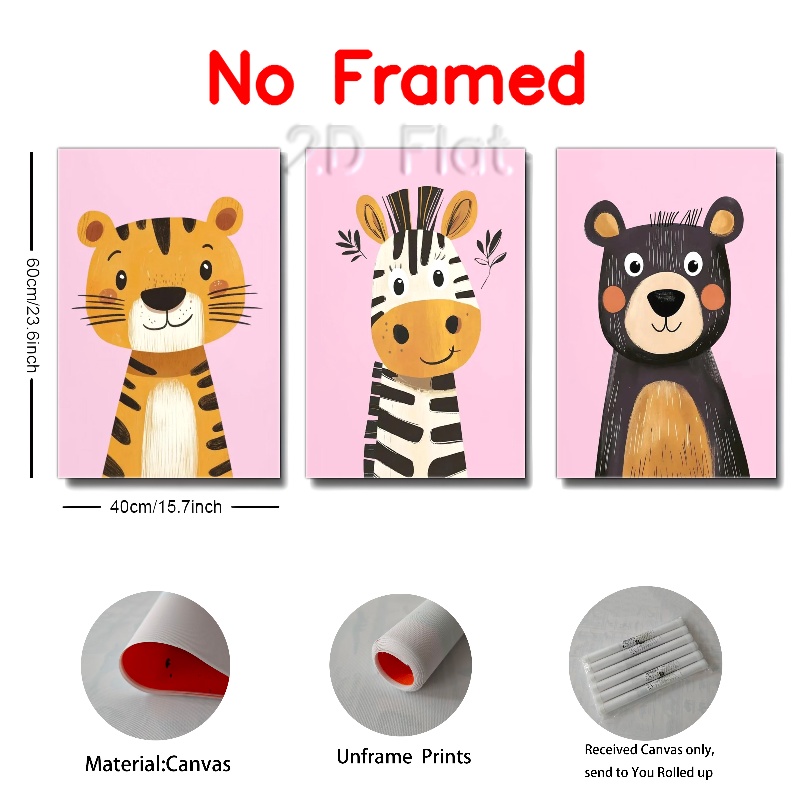 No Framed
2D Flat
60cm/23.6inch
40cm/15.7inch
Material:Canvas
Unframe Prints
Received Canvas only,
send to You Rolled up